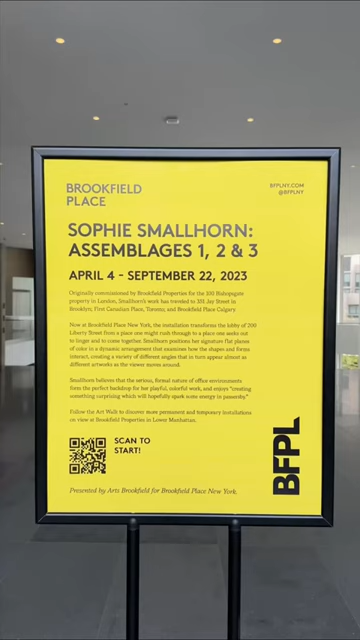 BROOKFIELD
PLACE
BFPLNY.COM
@BFPLNY
SOPHIE SMALLHORN:
ASSEMBLAGES 1, 2 & 3
APRIL 4 - SEPTEMBER 22, 2023
Originally commissioned by Brookfield Properties for the 100 Bishopsgate
property in London, Smallhorn's work has traveled to 351 Jay Street in
Brooklyn; First Canadian Place, Toronto; and Brookfield Place Calgary
Now at Brookfield Place New York, the installation transforms the lobby of 200
Liberty Street from a place one might rush through to a place one seeks out
to linger and to come together. Smallhorn positions her signature flat planes
of color in a dynamic arrangement that examines how the shapes and forms
interact, creating a variety of different angles that in turn appear almost as
different artworks as the viewer moves around.
Smallhorn believes that the serious, formal nature of office environments
form the perfect backdrop for her playful, colorful work, and enjoys "creating
something surprising which will hopefully spark some energy in passersby."
Follow the Art Walk to discover more permanent and temporary installations
on view at Brookfield Properties in Lower Manhattan.
SCAN TO
START!
BFPL
Presented by Arts Brookfield for Brookfield Place New York.